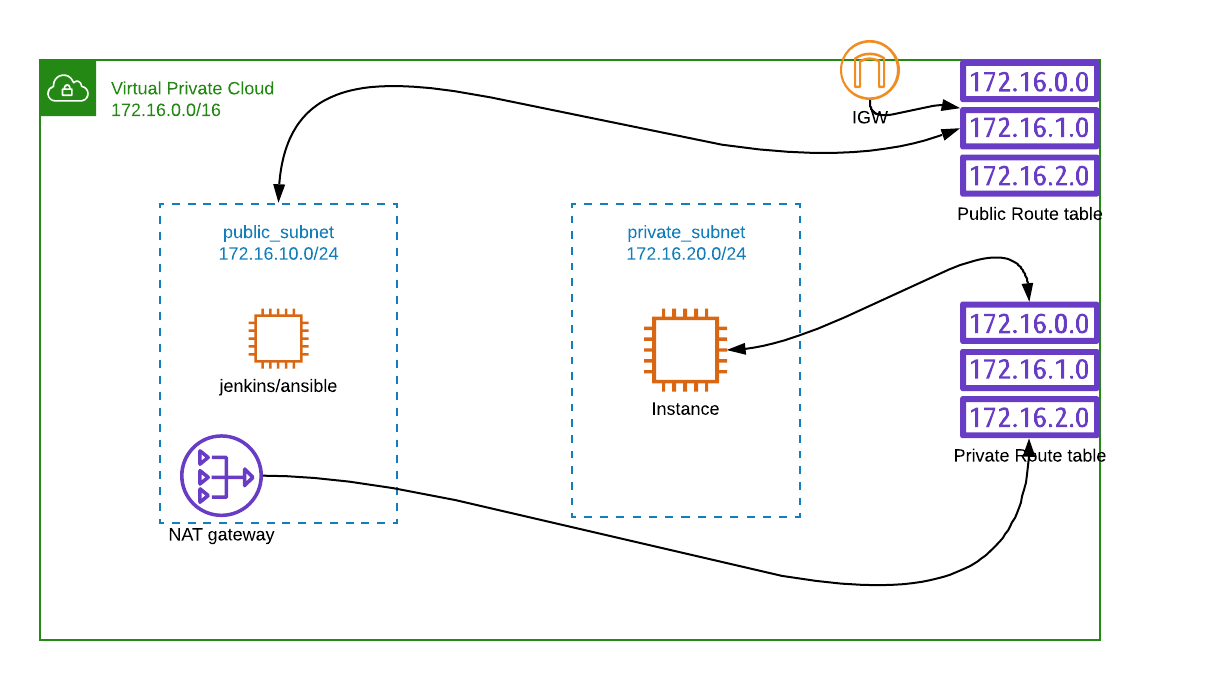 Virtual Private Cloud
172.16.0.0/16
IGW
172.16.0.0
172.16.1.0
172.16.2.0
Public Route table
public_subnet
172.16.10.0/24
jenkins/ansible
NAT gateway
private_subnet
172.16.20.0/24
Instance
172.16.0.0
172.16.1.0
172.16.2.0
Private Route table